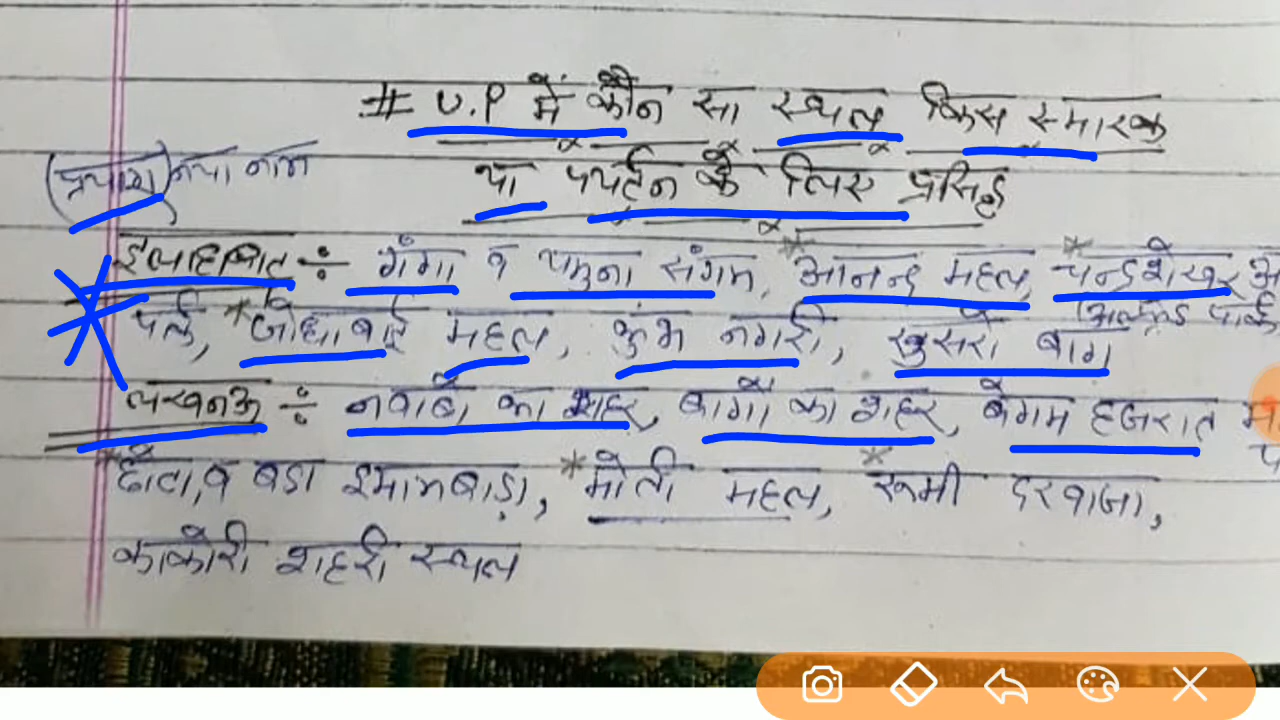 # U.P में कौन सा स्थल किस स्मारक
या पर्यटन के लिए प्रसिद्ध
(प्रयाग) नया नाम
इलाहाबाद ÷ गंगा व यमुना संगम, *आनन्द महल, *चन्द्रशेखर
पार्क, *जोधाबाई महल, कुंभ नगरी, खुसरो बाग
लखनऊ ÷ नवाबों का शहर, बागों का शहर, बेगम हजरात
*छोटा,व बडा इमामबाड़ा, *मोती महल, *रूमी दरवाजा,
काकोरी शहरी स्थल